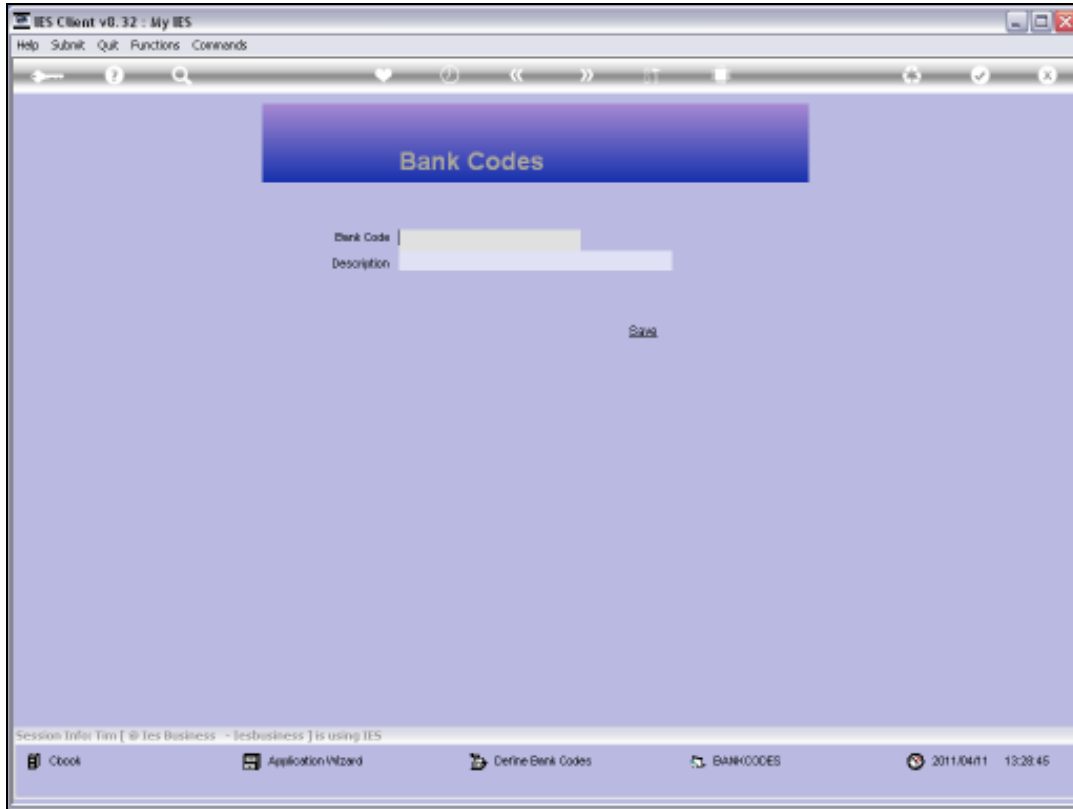 IES Client v8.32 : My IES
Help Submit Quit Functions Commands
Bank Codes
Bank Code
Description
Save
Session Info: Tim [ @ Ies Business - Iesbusiness ] is using IES
Cbook Application Wizard Define Bank Codes BANKCODES 2011/04/11 13:28:45